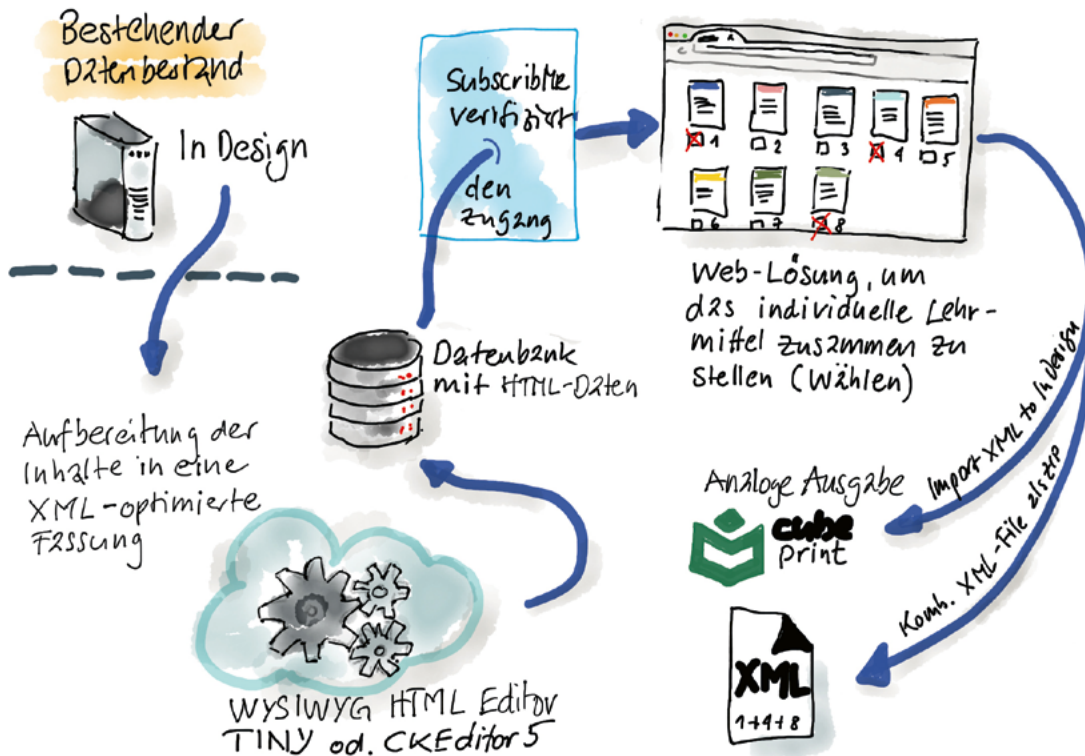 Bestehender
Datenbestand
In Design
Aufbereitung der
Inhalte in eine
XML-optimierte
Fassung
WYSIWYG HTML Editor
TINY od. CKEditor 5
Datenbank
mit HTML-Daten
SubscribMe
verifiziert
den
Zugang
1
2
3
4
5
6
7
8
Web-Lösung, um
das individuelle Lehr-
mittel zusammen zu
stellen (Wählen)
Import XML to InDesign
Komb. XML-File als ZIP
Analoge Ausgabe
cube
print
XML
1+4+8